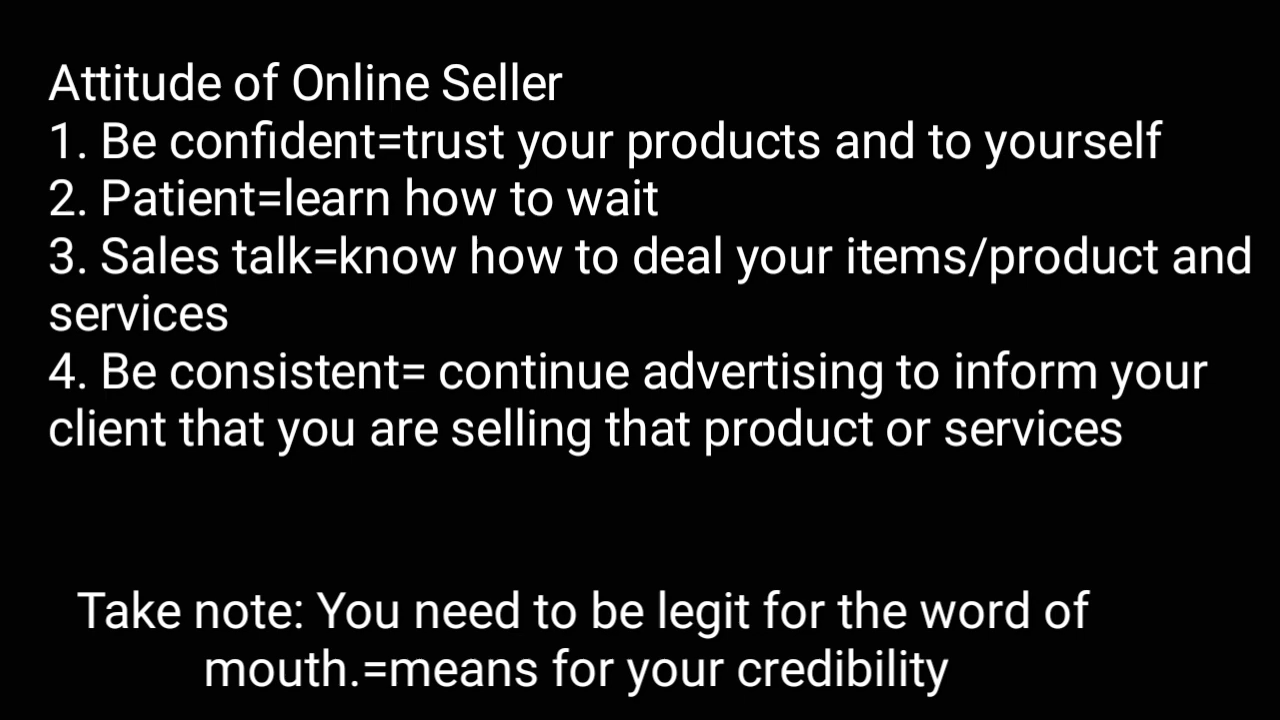 Attitude of Online Seller
1. Be confident=trust your products and to yourself
2. Patient=learn how to wait
3. Sales talk=know how to deal your items/product and
services
4. Be consistent= continue advertising to inform your
client that you are selling that product or services
Take note: You need to be legit for the word of
mouth.=means for your credibility